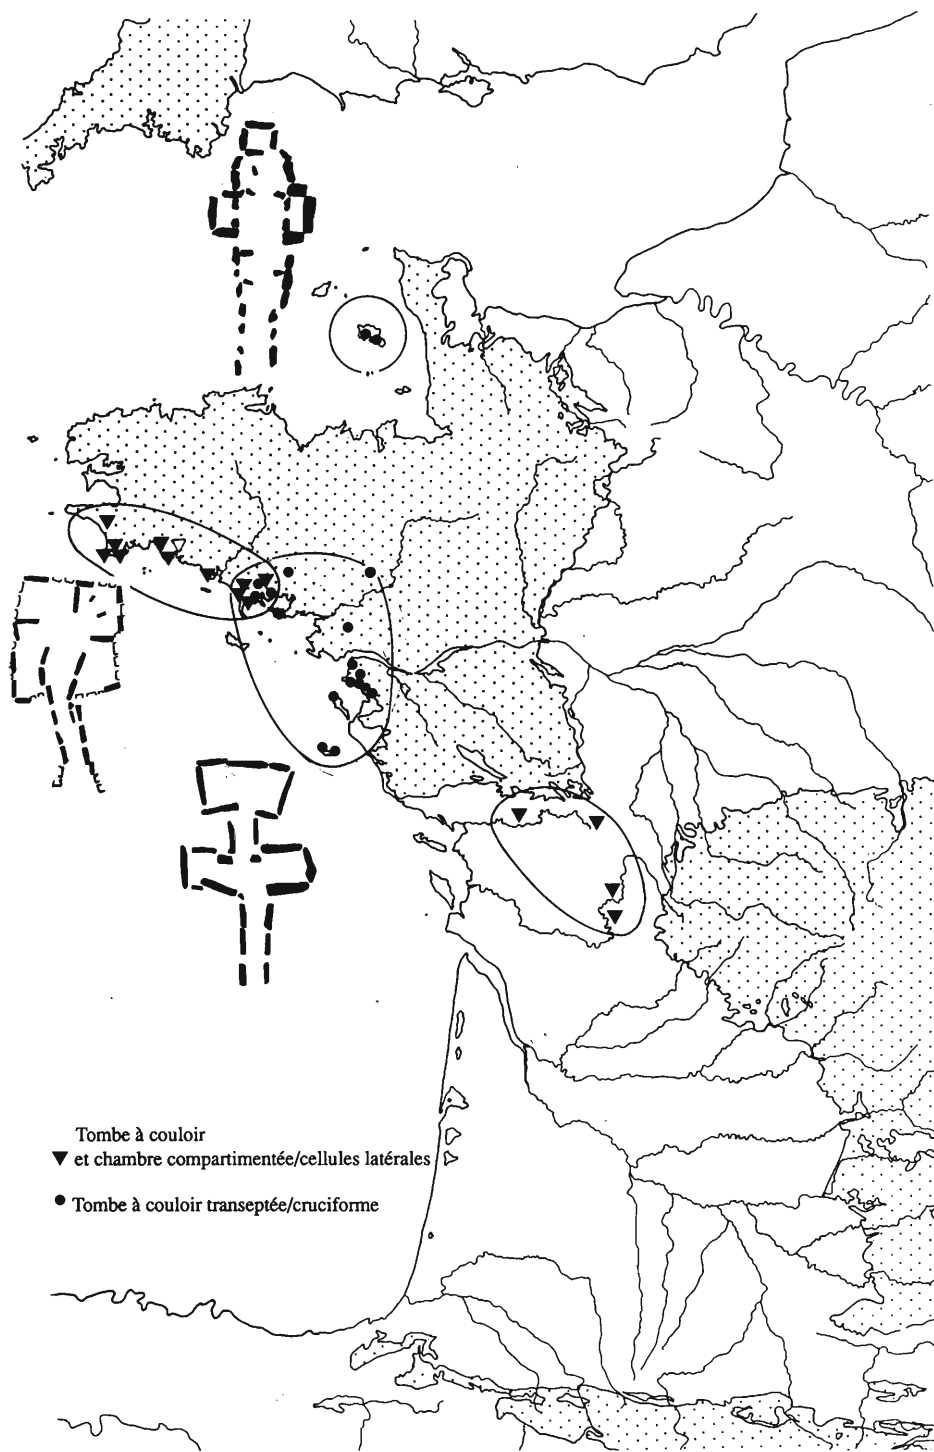 Tombe à couloir
et chambre compartimentée/cellules latérales
Tombe à couloir transeptée/cruciforme